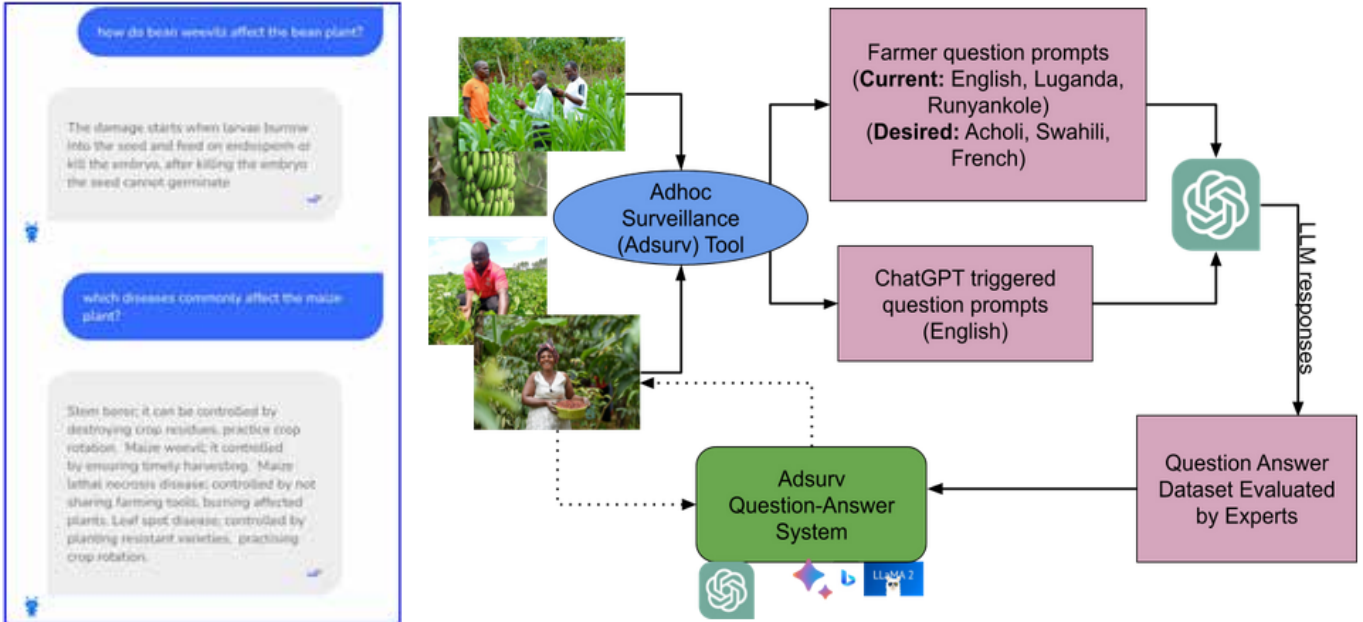 how do bean weevils affect the bean plant?
The damage starts when larvae burrow
into the seed and feed on endosperm or
kill the embryo, after killing the embryo
the seed cannot germinate
which diseases commonly affect the maize
plant?
Stem borer; it can be controlled by
destroying crop residues, practice crop
rotation. Maize weevil; it controlled
by ensuring timely harvesting. Maize
lethal necrosis disease; controlled by not
sharing farming tools, burning affected
plants. Leaf spot disease; controlled by
planting resistant varieties, practising
crop rotation.
Adhoc
Surveillance
(Adsurv) Tool
Farmer question prompts
(Current: English, Luganda,
Runyankole)
(Desired: Acholi, Swahili,
French)
ChatGPT triggered
question prompts
(English)
LLM responses
Question Answer
Dataset Evaluated
by Experts
Adsurv
Question-Answer
System
LLaMA 2